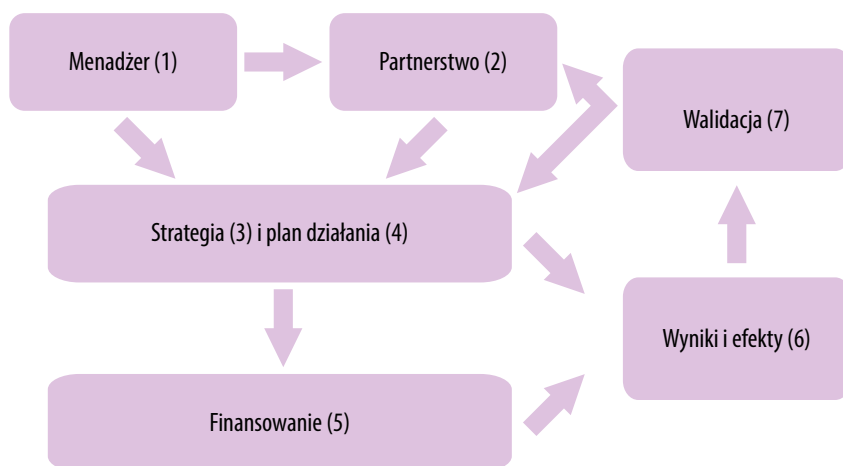 Menadżer (1)
Partnerstwo (2)
Walidacja (7)
Strategia (3) i plan działania (4)
Wyniki i efekty (6)
Finansowanie (5)